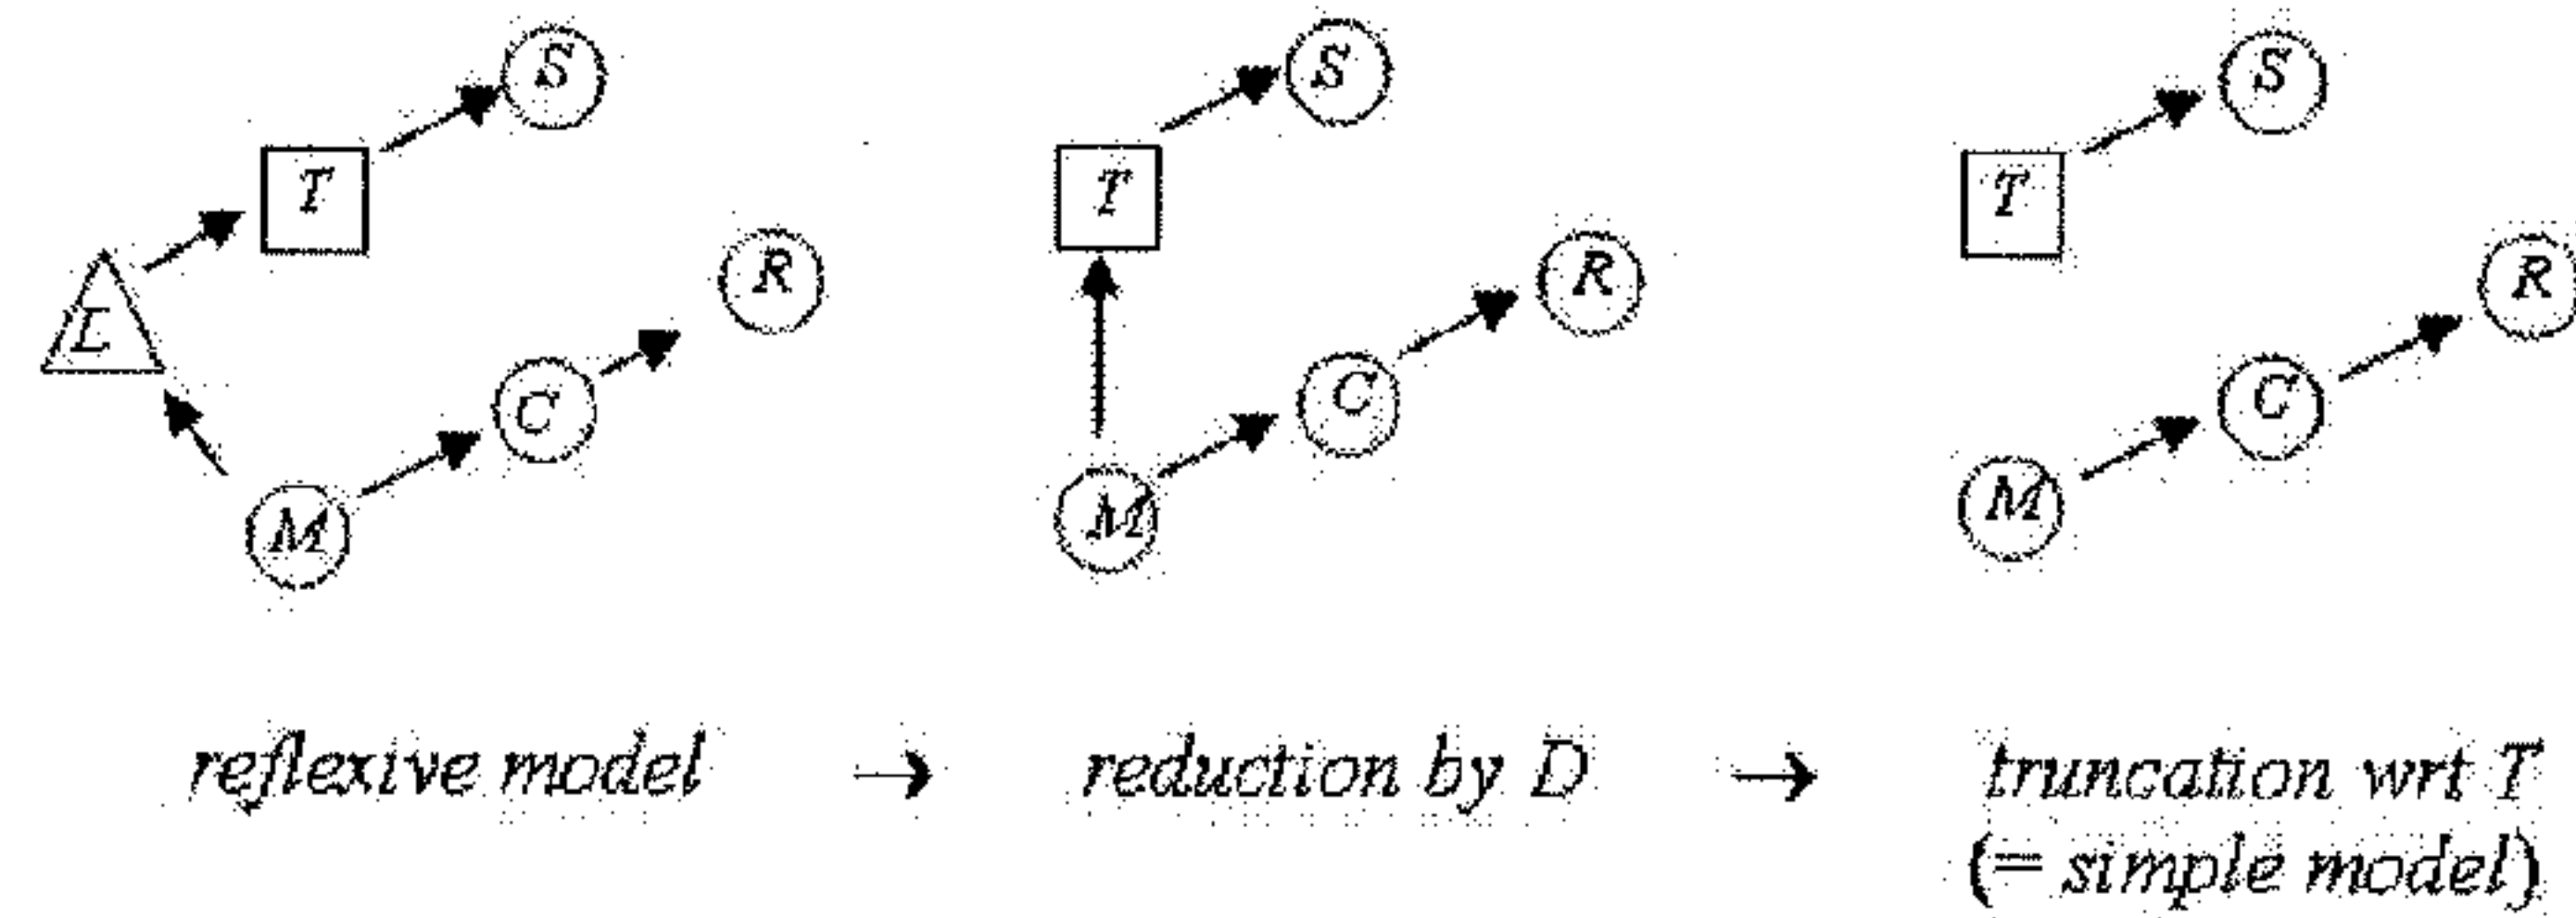 S
S
S
T
T
T
R
R
R
L
C
C
C
M
M
M
reflexive model → reduction by D → truncation wrt T
(= simple model)